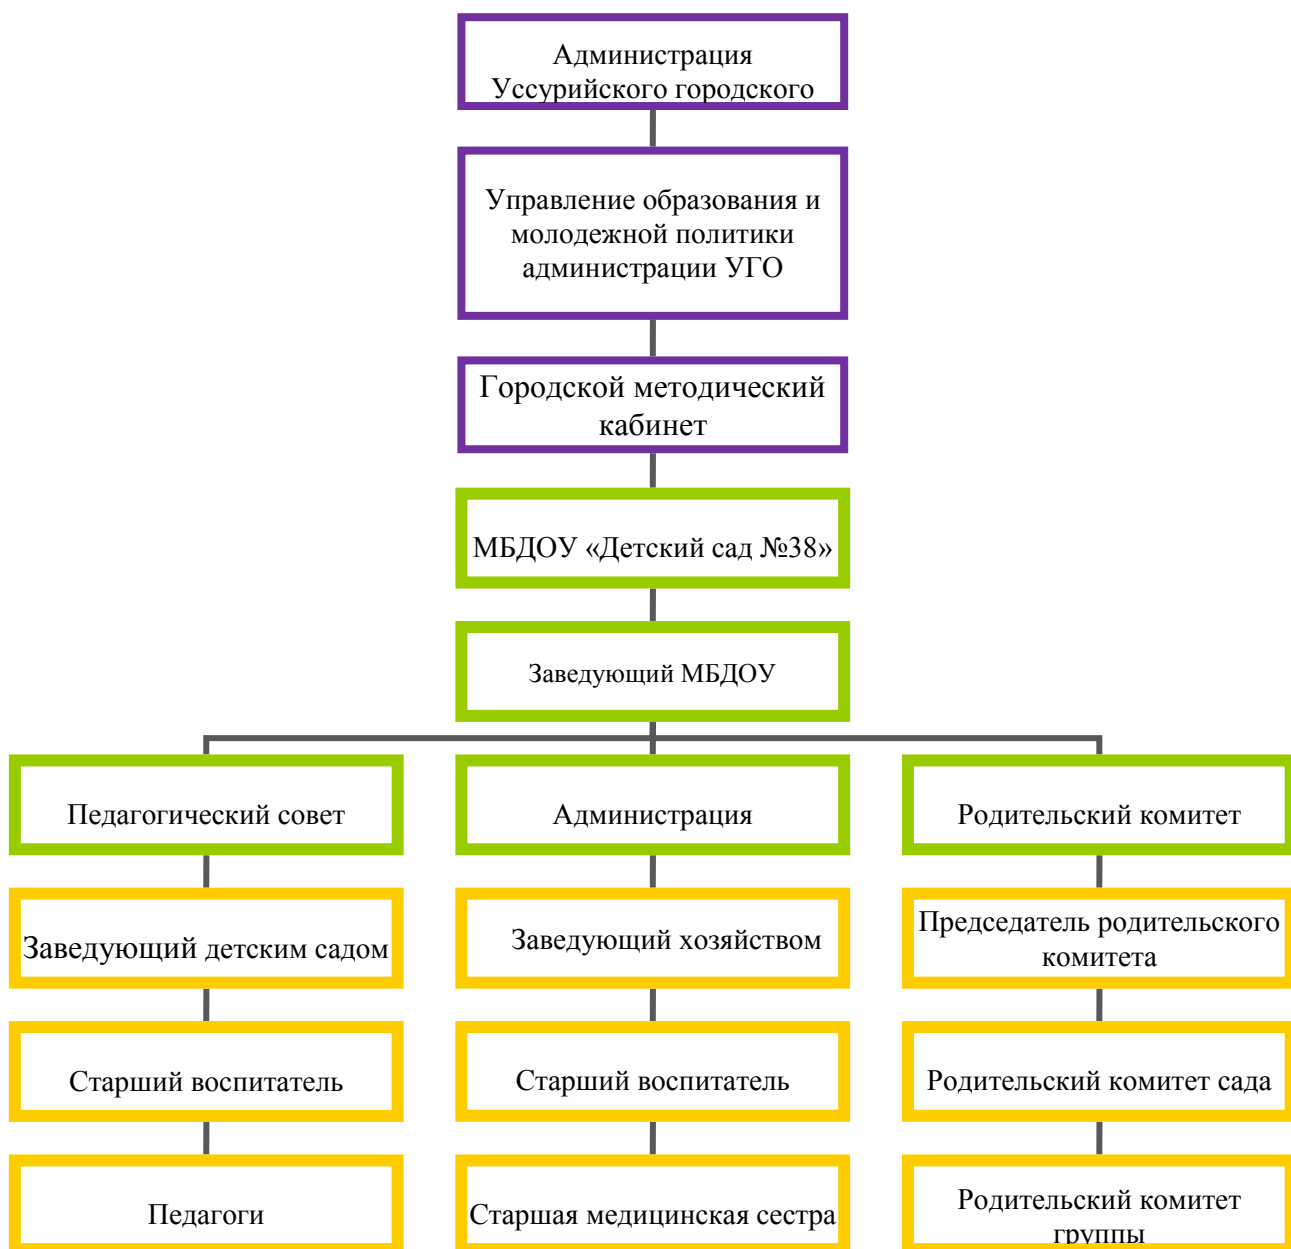 Администрация
Уссурийского городского
Управление образования и
молодежной политики
администрации УГО
Городской методический
кабинет
МБДОУ «Детский сад №38»
Заведующий МБДОУ
Педагогический совет
Администрация
Родительский комитет
Заведующий детским садом
Заведующий хозяйством
Председатель родительского
комитета
Старший воспитатель
Старший воспитатель
Родительский комитет сада
Педагоги
Старшая медицинская сестра
Родительский комитет
группы